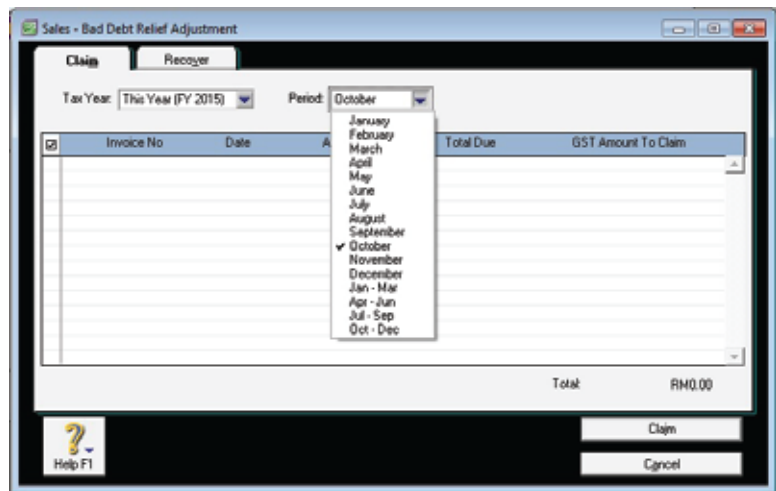 Sales - Bad Debt Relief Adjustment
Claim Recover
Tax Year: This Year (FY 2015) Period: October
Invoice No Date A Total Due GST Amount To Claim
January
February
March
April
May
June
July
August
September
October
November
December
Jan - Mar
Apr - Jun
Jul - Sep
Oct - Dec
Total: RM0.00
Help F1
Claim
Cancel